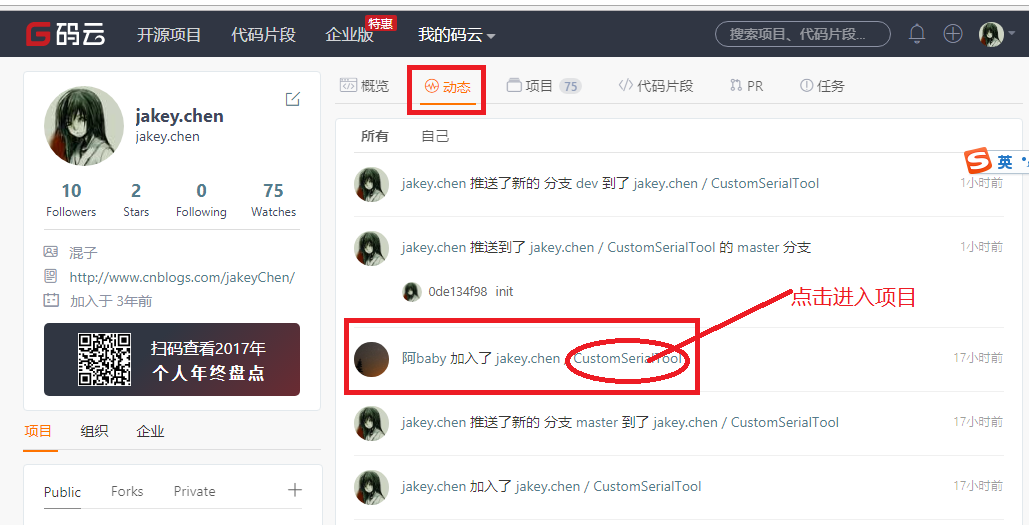 G 码云 开源项目 代码片段 企业版 特惠 我的码云 搜索项目、代码片段...
概览 动态 项目 75 代码片段 PR 任务
jakey.chen
jakey.chen
10 2 0 75
Followers Stars Following Watches
混子
http://www.cnblogs.com/jakeyChen/
加入于 3年前
扫码查看2017年
个人年终盘点
项目 组织 企业
Public Forks Private
所有 自己
jakey.chen 推送了新的 分支 dev 到了 jakey.chen / CustomSerialTool 1小时前
英
jakey.chen 推送到了 jakey.chen / CustomSerialTool 的 master 分支 1小时前
0de134f98 init
点击进入项目
阿baby 加入了 jakey.chen / CustomSerialTool 17小时前
jakey.chen 推送了新的 分支 master 到了 jakey.chen / CustomSerialTool 17小时前
jakey.chen 加入了 jakey.chen / CustomSerialTool 17小时前